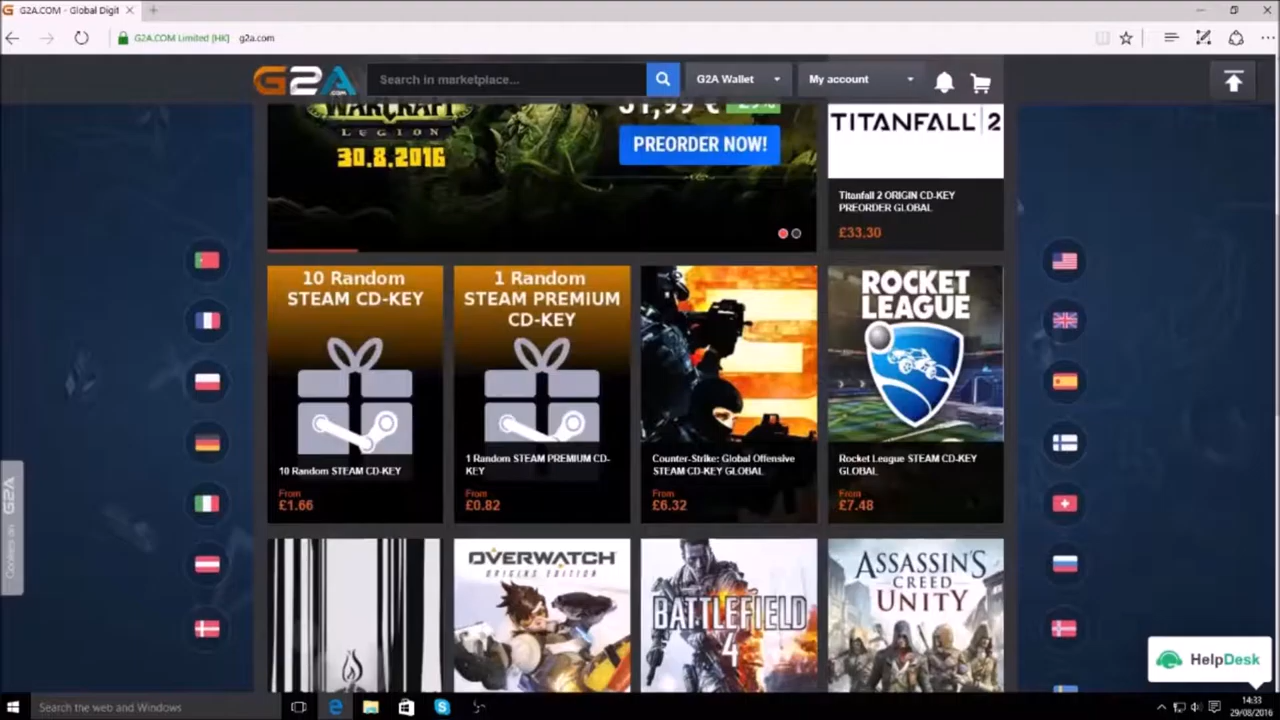 G2A.COM - Global Digit
G2A.COM Limited [HK] g2a.com
G2A
.COM
Search in marketplace...
G2A Wallet
My account
WARCRAFT
LEGION
30.8.2016
PREORDER NOW!
TITANFALL 2
Titanfall 2 ORIGIN CD-KEY
PREORDER GLOBAL
£33.30
10 Random
STEAM CD-KEY
10 Random STEAM CD-KEY
From
£1.66
1 Random
STEAM PREMIUM
CD-KEY
1 Random STEAM PREMIUM CD-
KEY
From
£0.82
Counter-Strike: Global Offensive
STEAM CD-KEY GLOBAL
From
£6.32
ROCKET
LEAGUE
Rocket League STEAM CD-KEY
GLOBAL
From
£7.48
OVERWATCH
ORIGINS EDITION
BATTLEFIELD
4
ASSASSIN'S
CREED
UNITY
HelpDesk
Search the web and Windows
14:33
29/08/2016